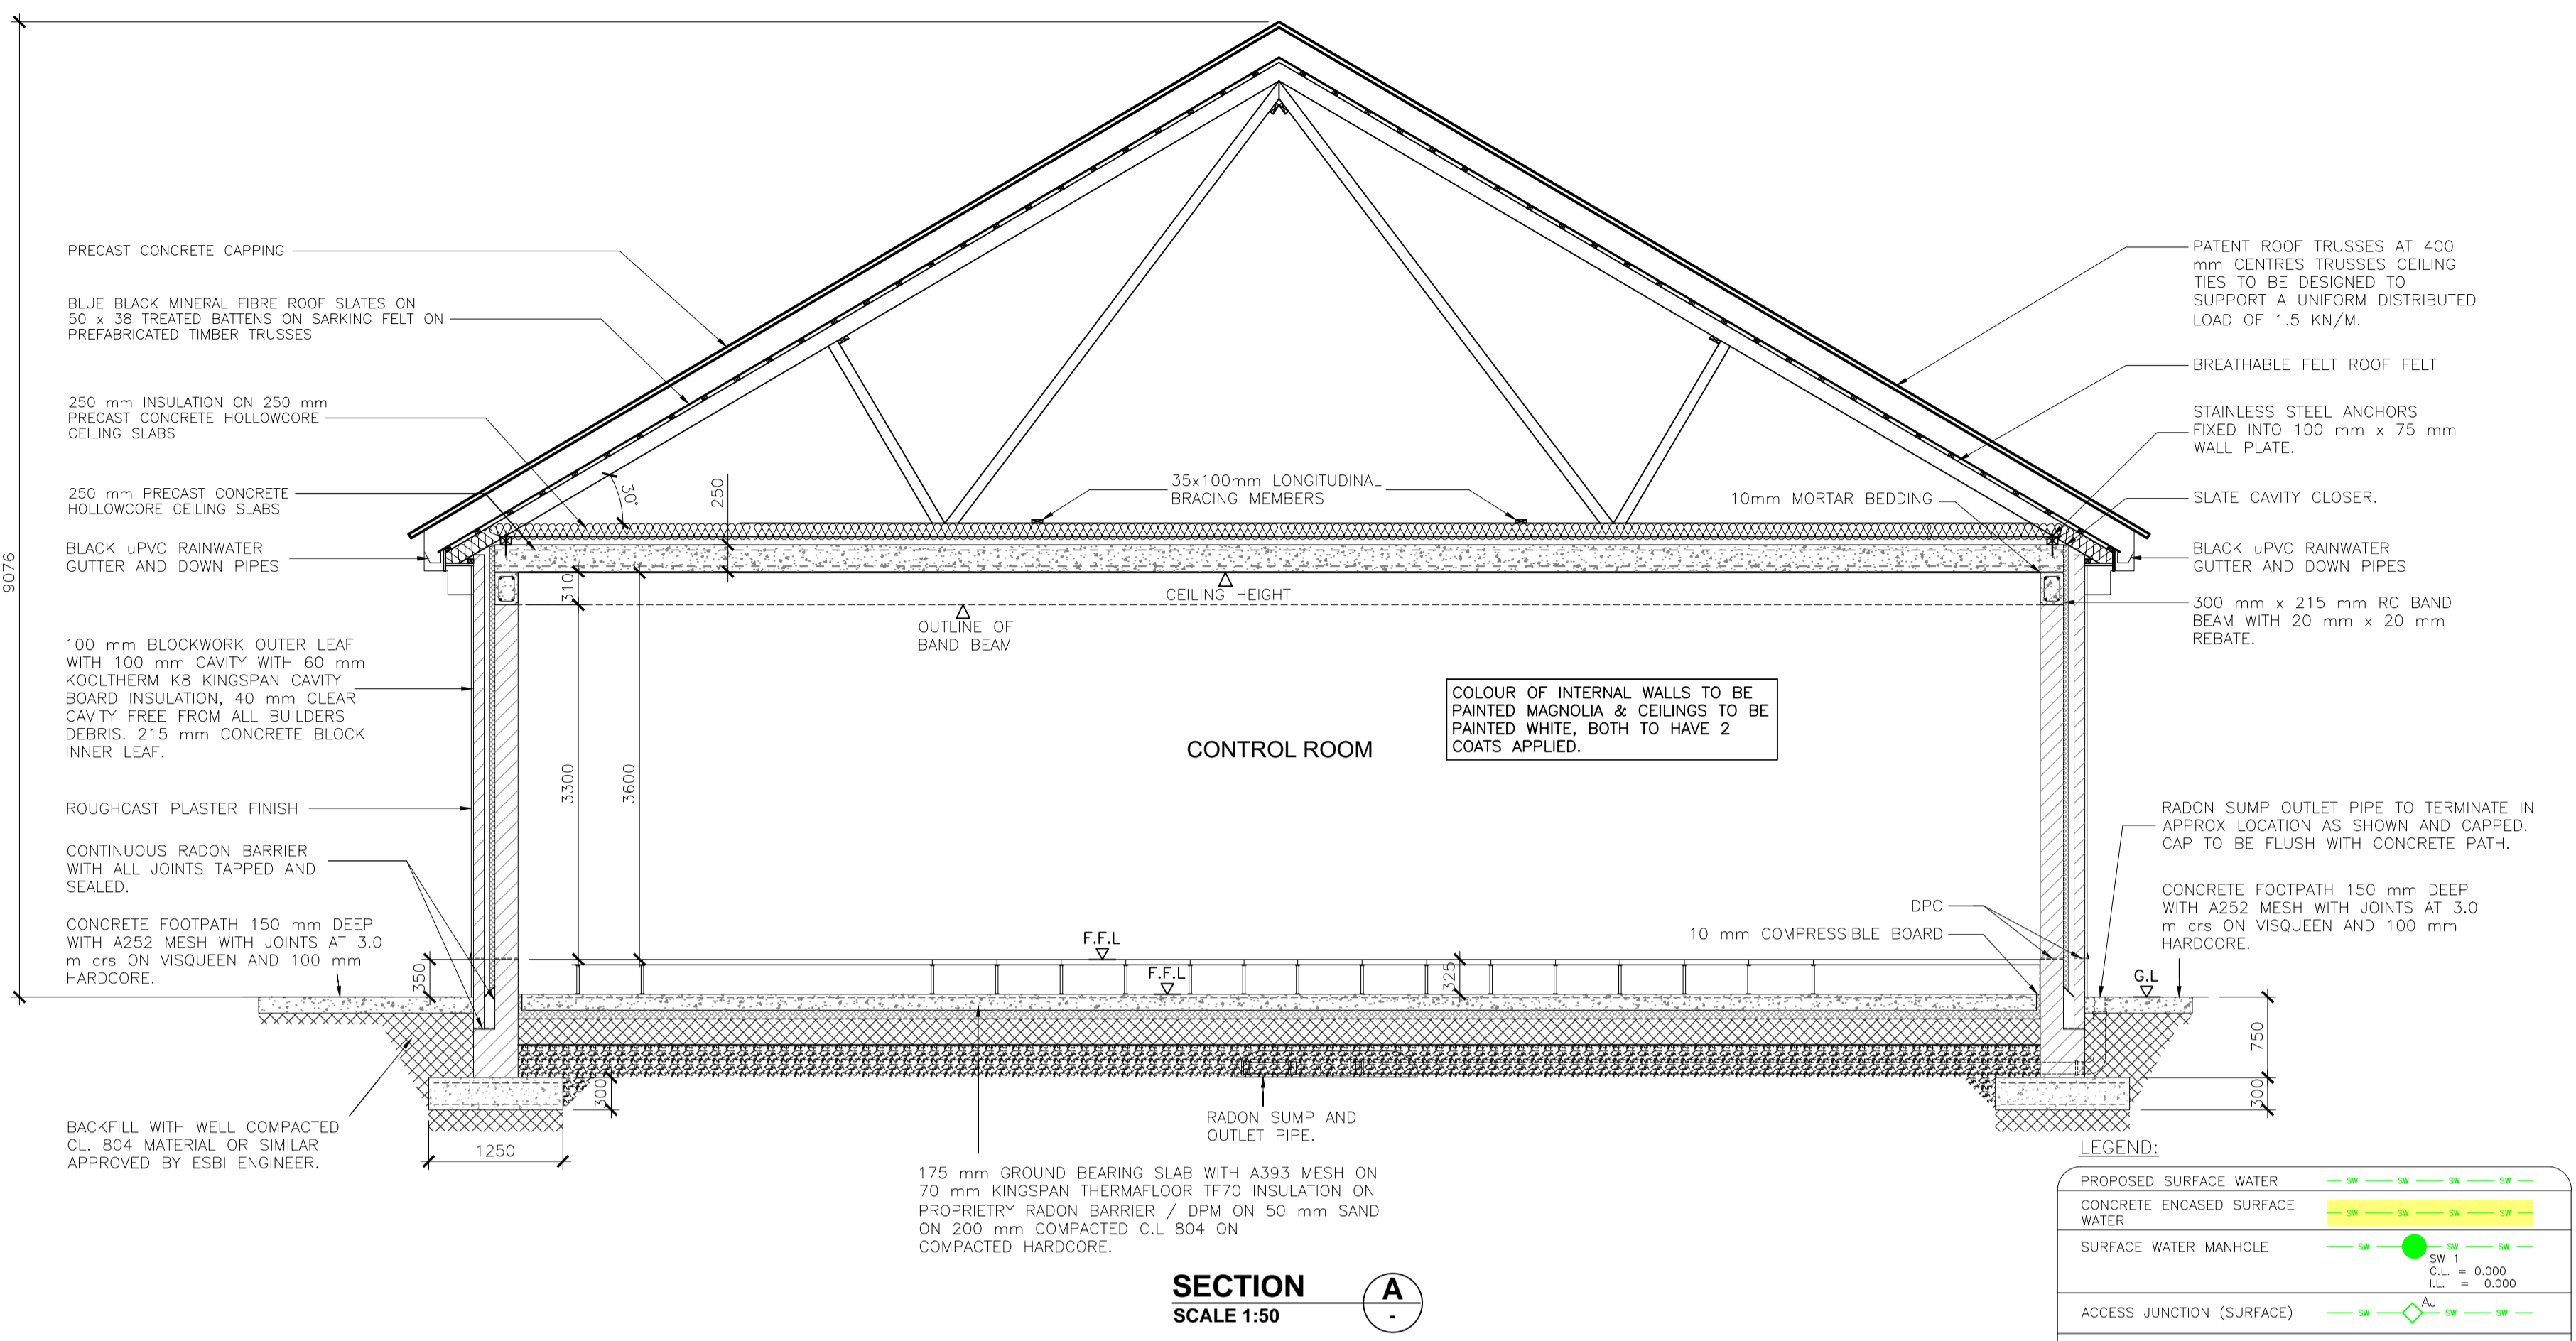 9076
PRECAST CONCRETE CAPPING
BLUE BLACK MINERAL FIBRE ROOF SLATES ON
50 x 38 TREATED BATTENS ON SARKING FELT ON
PREFABRICATED TIMBER TRUSSES
250 mm INSULATION ON 250 mm
PRECAST CONCRETE HOLLOWCORE
CEILING SLABS
250 mm PRECAST CONCRETE
HOLLOWCORE CEILING SLABS
BLACK uPVC RAINWATER
GUTTER AND DOWN PIPES
100 mm BLOCKWORK OUTER LEAF
WITH 100 mm CAVITY WITH 60 mm
KOOLTHERM K8 KINGSPAN CAVITY
BOARD INSULATION, 40 mm CLEAR
CAVITY FREE FROM ALL BUILDERS
DEBRIS. 215 mm CONCRETE BLOCK
INNER LEAF.
ROUGHCAST PLASTER FINISH
CONTINUOUS RADON BARRIER
WITH ALL JOINTS TAPPED AND
SEALED.
CONCRETE FOOTPATH 150 mm DEEP
WITH A252 MESH WITH JOINTS AT 3.0
m crs ON VISQUEEN AND 100 mm
HARDCORE.
BACKFILL WITH WELL COMPACTED
CL. 804 MATERIAL OR SIMILAR
APPROVED BY ESBI ENGINEER.
30°
250
35x100mm LONGITUDINAL
BRACING MEMBERS
10mm MORTAR BEDDING
310
CEILING HEIGHT
OUTLINE OF
BAND BEAM
COLOUR OF INTERNAL WALLS TO BE
PAINTED MAGNOLIA & CEILINGS TO BE
PAINTED WHITE, BOTH TO HAVE 2
COATS APPLIED.
CONTROL ROOM
3300
3600
DPC
10 mm COMPRESSIBLE BOARD
F.F.L
F.F.L
350
325
300
1250
RADON SUMP AND
OUTLET PIPE.
175 mm GROUND BEARING SLAB WITH A393 MESH ON
70 mm KINGSPAN THERMAFLOOR TF70 INSULATION ON
PROPRIETRY RADON BARRIER / DPM ON 50 mm SAND
ON 200 mm COMPACTED C.L 804 ON
COMPACTED HARDCORE.
SECTION
SCALE 1:50
A
-
PATENT ROOF TRUSSES AT 400
mm CENTRES TRUSSES CEILING
TIES TO BE DESIGNED TO
SUPPORT A UNIFORM DISTRIBUTED
LOAD OF 1.5 KN/M.
BREATHABLE FELT ROOF FELT
STAINLESS STEEL ANCHORS
FIXED INTO 100 mm x 75 mm
WALL PLATE.
SLATE CAVITY CLOSER.
BLACK uPVC RAINWATER
GUTTER AND DOWN PIPES
300 mm x 215 mm RC BAND
BEAM WITH 20 mm x 20 mm
REBATE.
RADON SUMP OUTLET PIPE TO TERMINATE IN
APPROX LOCATION AS SHOWN AND CAPPED.
CAP TO BE FLUSH WITH CONCRETE PATH.
CONCRETE FOOTPATH 150 mm DEEP
WITH A252 MESH WITH JOINTS AT 3.0
m crs ON VISQUEEN AND 100 mm
HARDCORE.
G.L
750
300
LEGEND:
PROPOSED SURFACE WATER
SW SW SW SW
CONCRETE ENCASED SURFACE
WATER
SW SW SW SW
SURFACE WATER MANHOLE
SW SW SW
SW 1
C.L. = 0.000
I.L. = 0.000
ACCESS JUNCTION (SURFACE)
AJ
SW SW SW